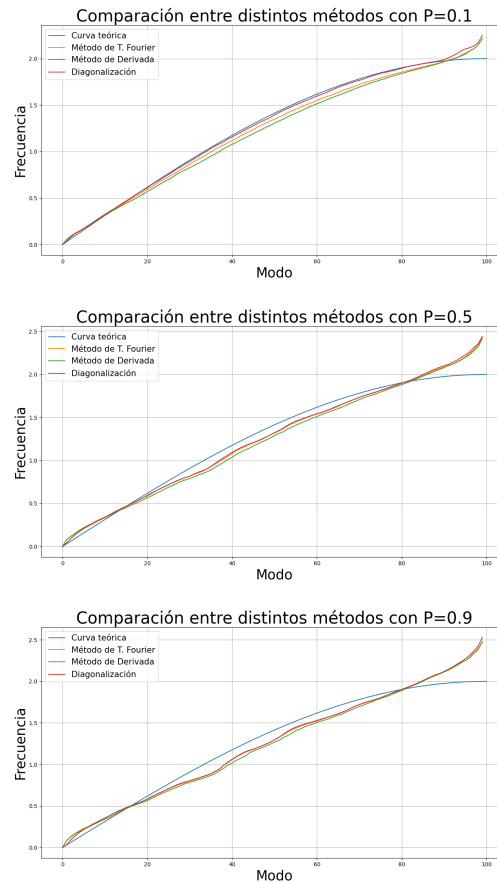 Comparación entre distintos métodos con P=0.1
Curva teórica
Método de T. Fourier
Método de Derivada
Diagonalización
Frecuencia
2.0
1.5
1.0
0.5
0.0
0
20
40
60
80
100
Modo
Comparación entre distintos métodos con P=0.5
Curva teórica
Método de T. Fourier
Método de Derivada
Diagonalización
Frecuencia
2.5
2.0
1.5
1.0
0.5
0.0
0
20
40
60
80
100
Modo
Comparación entre distintos métodos con P=0.9
Curva teórica
Método de T. Fourier
Método de Derivada
Diagonalización
Frecuencia
2.5
2.0
1.5
1.0
0.5
0.0
0
20
40
60
80
100
Modo